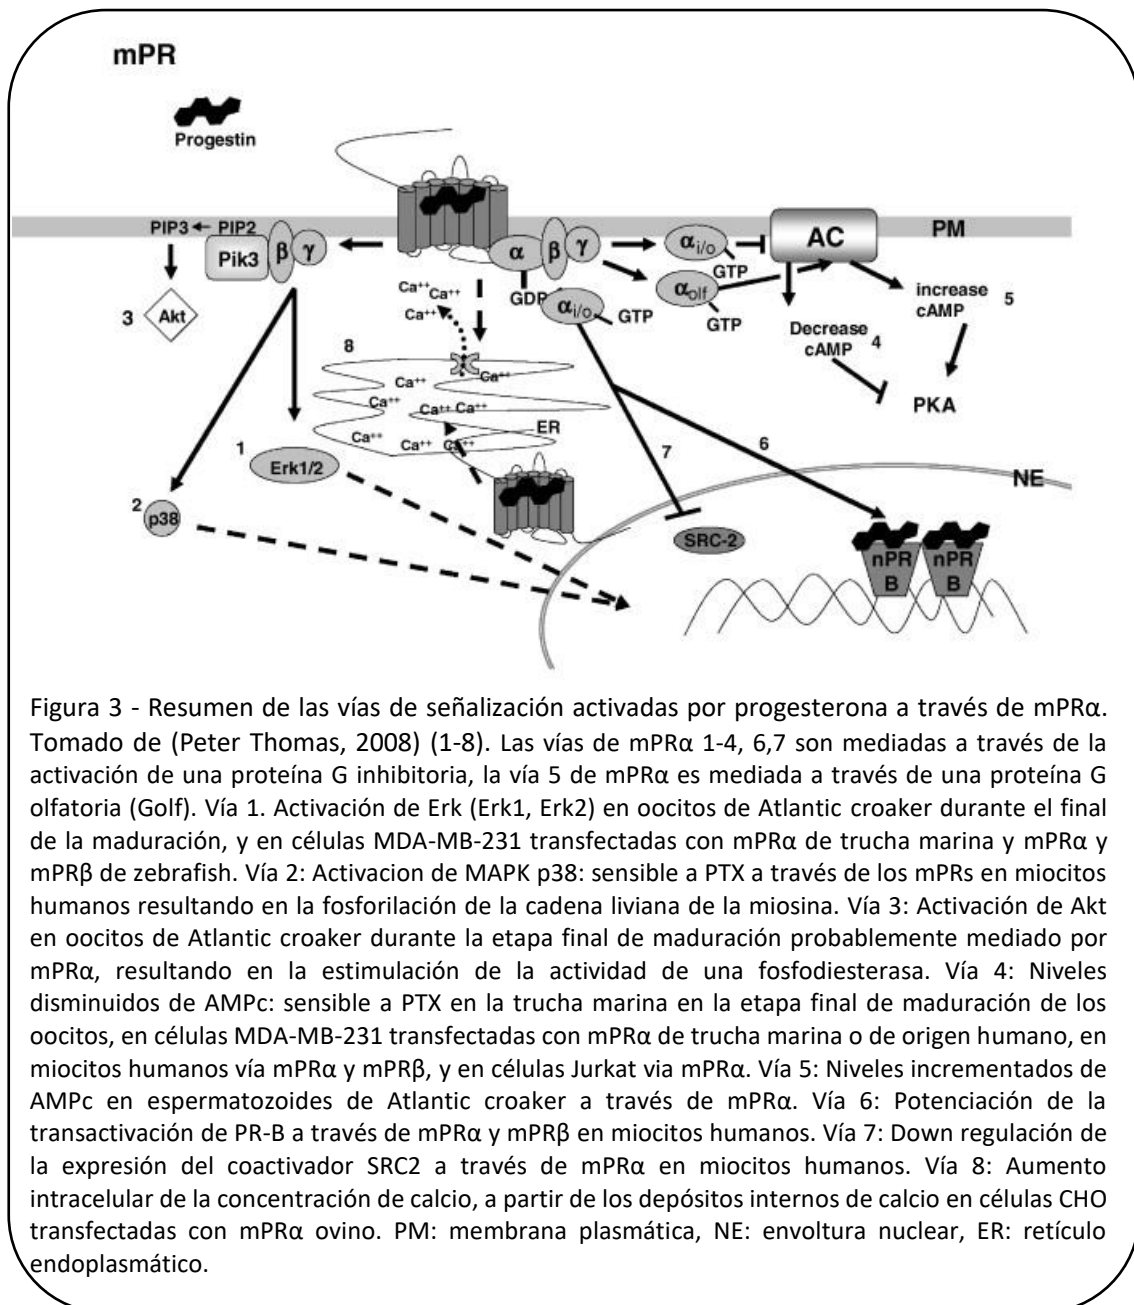 mPR
Progestin
PIP3
PIP2
Pik3
β
γ
α
β
γ
α i/o
GTP
AC
PM
GDP
α i/o
GTP
α olf
GTP
increase
cAMP
5
Decrease
cAMP
4
PKA
3
Akt
Ca++
Ca++
Ca++
8
Ca++
Ca++
Ca++
Ca++
Ca++
Ca++
Ca++
Ca++
ER
1
Erk1/2
2
p38
7
6
NE
SRC-2
nPR
B
nPR
B
Figura 3 - Resumen de las vías de señalización activadas por progesterona a través de mPRα.
Tomado de (Peter Thomas, 2008) (1-8). Las vías de mPRα 1-4, 6,7 son mediadas a través de la
activación de una proteína G inhibitoria, la vía 5 de mPRα es mediada a través de una proteína G
olfatoria (Golf). Vía 1. Activación de Erk (Erk1, Erk2) en oocitos de Atlantic croaker durante el final
de la maduración, y en células MDA-MB-231 transfectadas con mPRα de trucha marina y mPRα y
mPRβ de zebrafish. Vía 2: Activacion de MAPK p38: sensible a PTX a través de los mPRs en miocitos
humanos resultando en la fosforilación de la cadena liviana de la miosina. Vía 3: Activación de Akt
en oocitos de Atlantic croaker durante la etapa final de maduración probablemente mediado por
mPRα, resultando en la estimulación de la actividad de una fosfodiesterasa. Vía 4: Niveles
disminuidos de AMPc: sensible a PTX en la trucha marina en la etapa final de maduración de los
oocitos, en células MDA-MB-231 transfectadas con mPRα de trucha marina o de origen humano, en
miocitos humanos vía mPRα y mPRβ, y en células Jurkat via mPRα. Vía 5: Niveles incrementados de
AMPc en espermatozoides de Atlantic croaker a través de mPRα. Vía 6: Potenciación de la
transactivación de PR-B a través de mPRα y mPRβ en miocitos humanos. Vía 7: Down regulación de
la expresión del coactivador SRC2 a través de mPRα en miocitos humanos. Vía 8: Aumento
intracelular de la concentración de calcio, a partir de los depósitos internos de calcio en células CHO
transfectadas con mPRα ovino. PM: membrana plasmática, NE: envoltura nuclear, ER: retículo
endoplasmático.